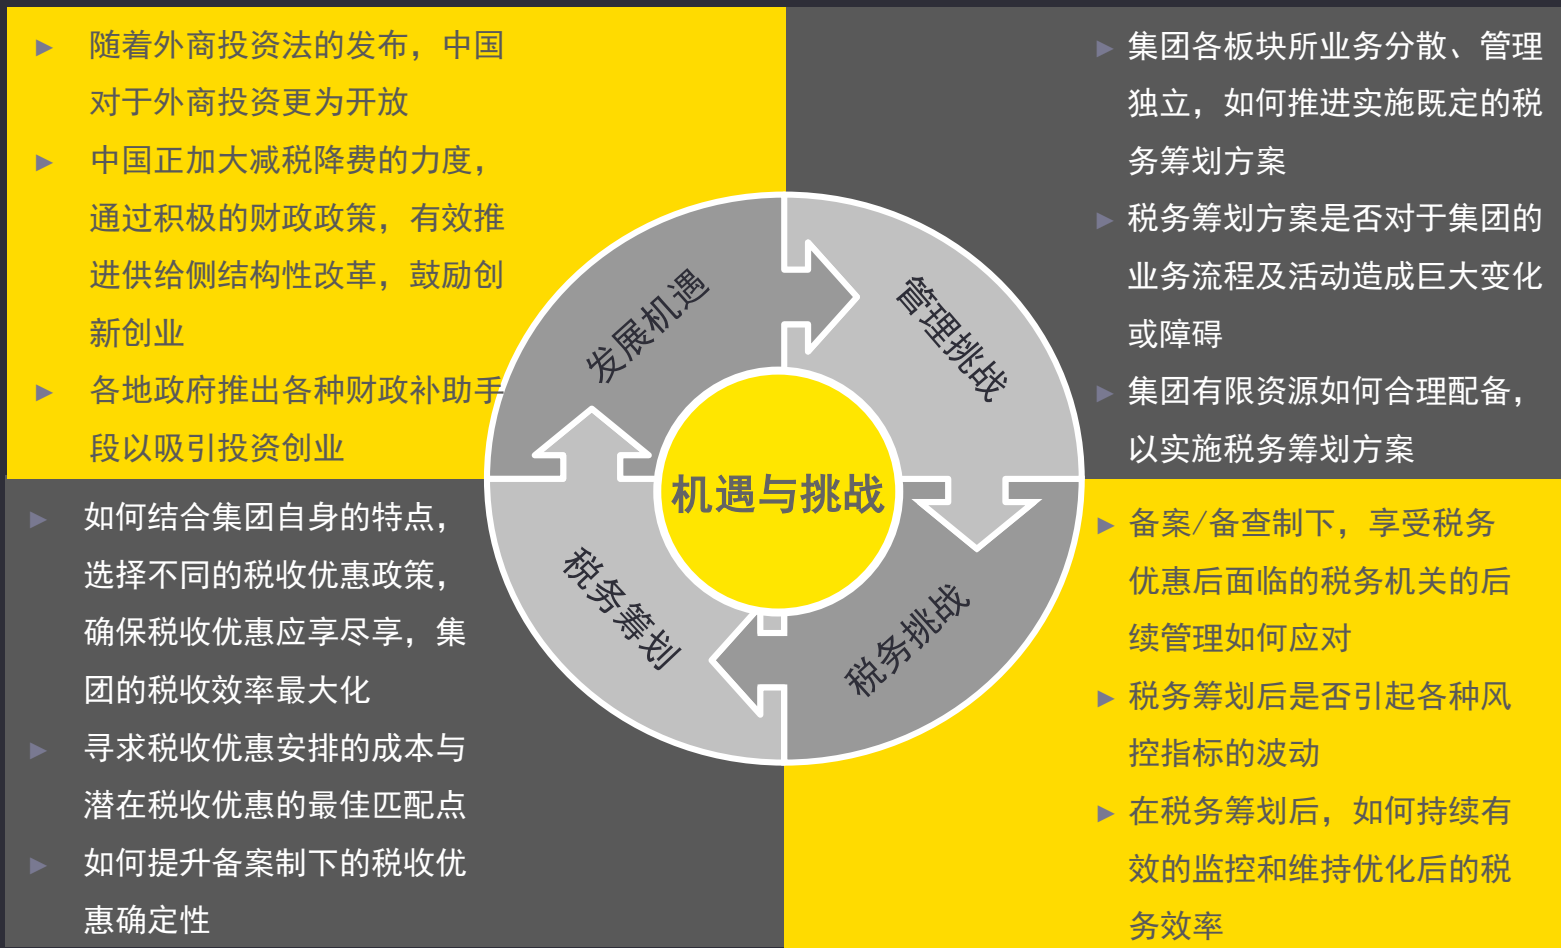 随着外商投资法的发布，中国
对于外商投资更为开放
中国正加大减税降费的力度，
通过积极的财政政策，有效推
进供给侧结构性改革，鼓励创
新创业
各地政府推出各种财政补助手
段以吸引投资创业
集团各板块所业务分散、管理
独立，如何推进实施既定的税
务筹划方案
税务筹划方案是否对于集团的
业务流程及活动造成巨大变化
或障碍
集团有限资源如何合理配备，
以实施税务筹划方案
发展机遇
管理挑战
机遇与挑战
税务筹划
税务挑战
如何结合集团自身的特点，
选择不同的税收优惠政策，
确保税收优惠应享尽享，集
团的税收效率最大化
寻求税收优惠安排的成本与
潜在税收优惠的最佳匹配点
如何提升备案制下的税收优
惠确定性
备案/备查制下，享受税务
优惠后面临的税务机关的后
续管理如何应对
税务筹划后是否引起各种风
控指标的波动
在税务筹划后，如何持续有
效的监控和维持优化后的税
务效率